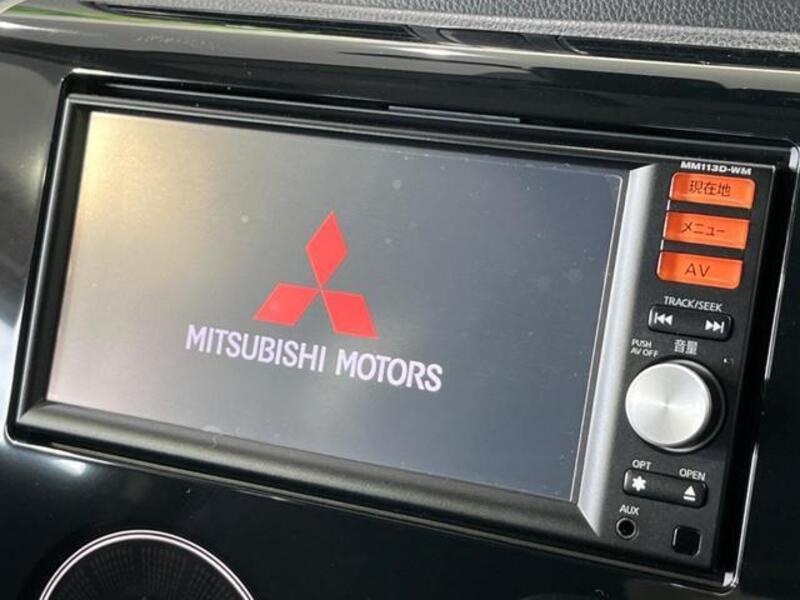 MM113D-WM
現在地
メニュー
AV
TRACK/SEEK
PUSH
AV OFF
音量
MITSUBISHI MOTORS
OPT
OPEN
AUX